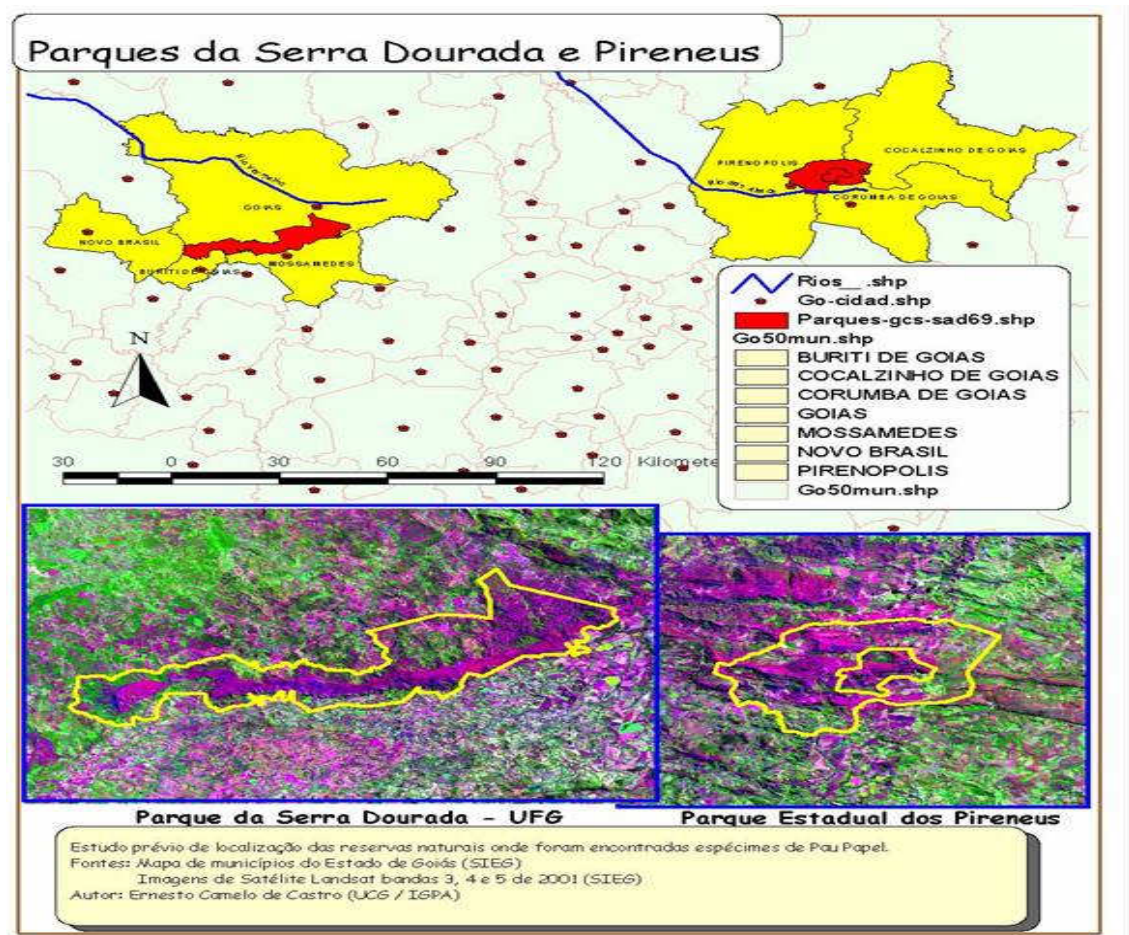 Parques da Serra Dourada e Pireneus
PIRENOPOLIS
COCALZINHO DE GOIAS
CORUMBA DE GOIAS
GOIAS
NOVO BRASIL
MOSSAMEDES
BURITI DE GOIAS
Rios__ .shp
Go-cidad.shp
Parques-gcs-sad69.shp
Go50mun.shp
BURITI DE GOIAS
COCALZINHO DE GOIAS
CORUMBA DE GOIAS
GOIAS
MOSSAMEDES
NOVO BRASIL
PIRENOPOLIS
Go50mun.shp
N
30 0 30 60 90 120 Kilomete
Parque da Serra Dourada - UFG
Parque Estadual dos Pireneus
Estudo prévio de localização das reservas naturais onde foram encontradas espécimes de Pau Papel.
Fontes: Mapa de municípios do Estado de Goiás (SIEG)
Imagens de Satélite Landsat bandas 3, 4 e 5 de 2001 (SIEG)
Autor: Ernesto Camelo de Castro (UCG / IGPA)